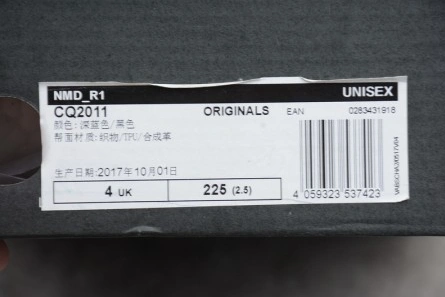 NMD_R1 UNISEX
CQ2011 ORIGINALS EAN 0283431918
颜色:深蓝色/黑色
帮面材质:织物/TPU/合成革
生产日期:2017年10月01日
4 UK 225 (2.5)
4 059323 537423